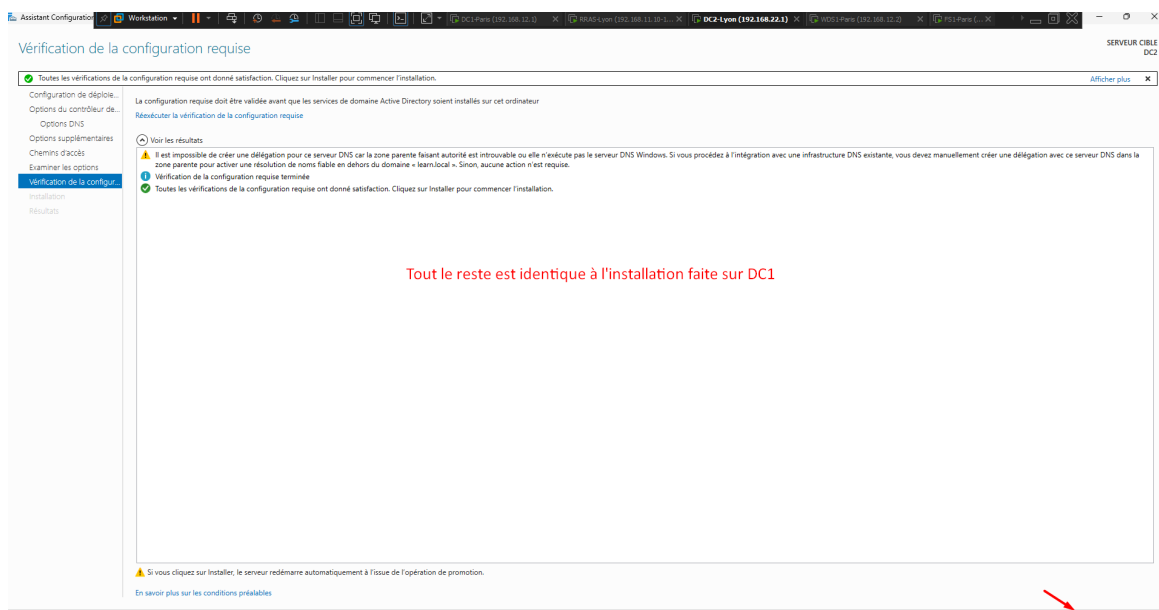 Assistant Configuration
Workstation
DC1-Paris (192.168.12.1)
RRAS-Lyon (192.168.11.10-1...
DC2-Lyon (192.168.22.1)
WDS1-Paris (192.168.12.2)
FS1-Paris (...
Vérification de la configuration requise
SERVEUR CIBLE
DC2
Toutes les vérifications de la configuration requise ont donné satisfaction. Cliquez sur Installer pour commencer l'installation.
Afficher plus
Configuration de déploie...
Options du contrôleur de...
Options DNS
Options supplémentaires
Chemins d'accès
Examiner les options
Vérification de la configur...
Installation
Résultats
La configuration requise doit être validée avant que les services de domaine Active Directory soient installés sur cet ordinateur
Réexécuter la vérification de la configuration requise
Voir les résultats
Il est impossible de créer une délégation pour ce serveur DNS car la zone parente faisant autorité est introuvable ou elle n'exécute pas le serveur DNS Windows. Si vous procédez à l'intégration avec une infrastructure DNS existante, vous devez manuellement créer une délégation avec ce serveur DNS dans la
zone parente pour activer une résolution de noms fiable en dehors du domaine « learn.local ». Sinon, aucune action n'est requise.
Vérification de la configuration requise terminée
Toutes les vérifications de la configuration requise ont donné satisfaction. Cliquez sur Installer pour commencer l'installation.
Tout le reste est identique à l'installation faite sur DC1
Si vous cliquez sur Installer, le serveur redémarre automatiquement à l'issue de l'opération de promotion.
En savoir plus sur les conditions préalables